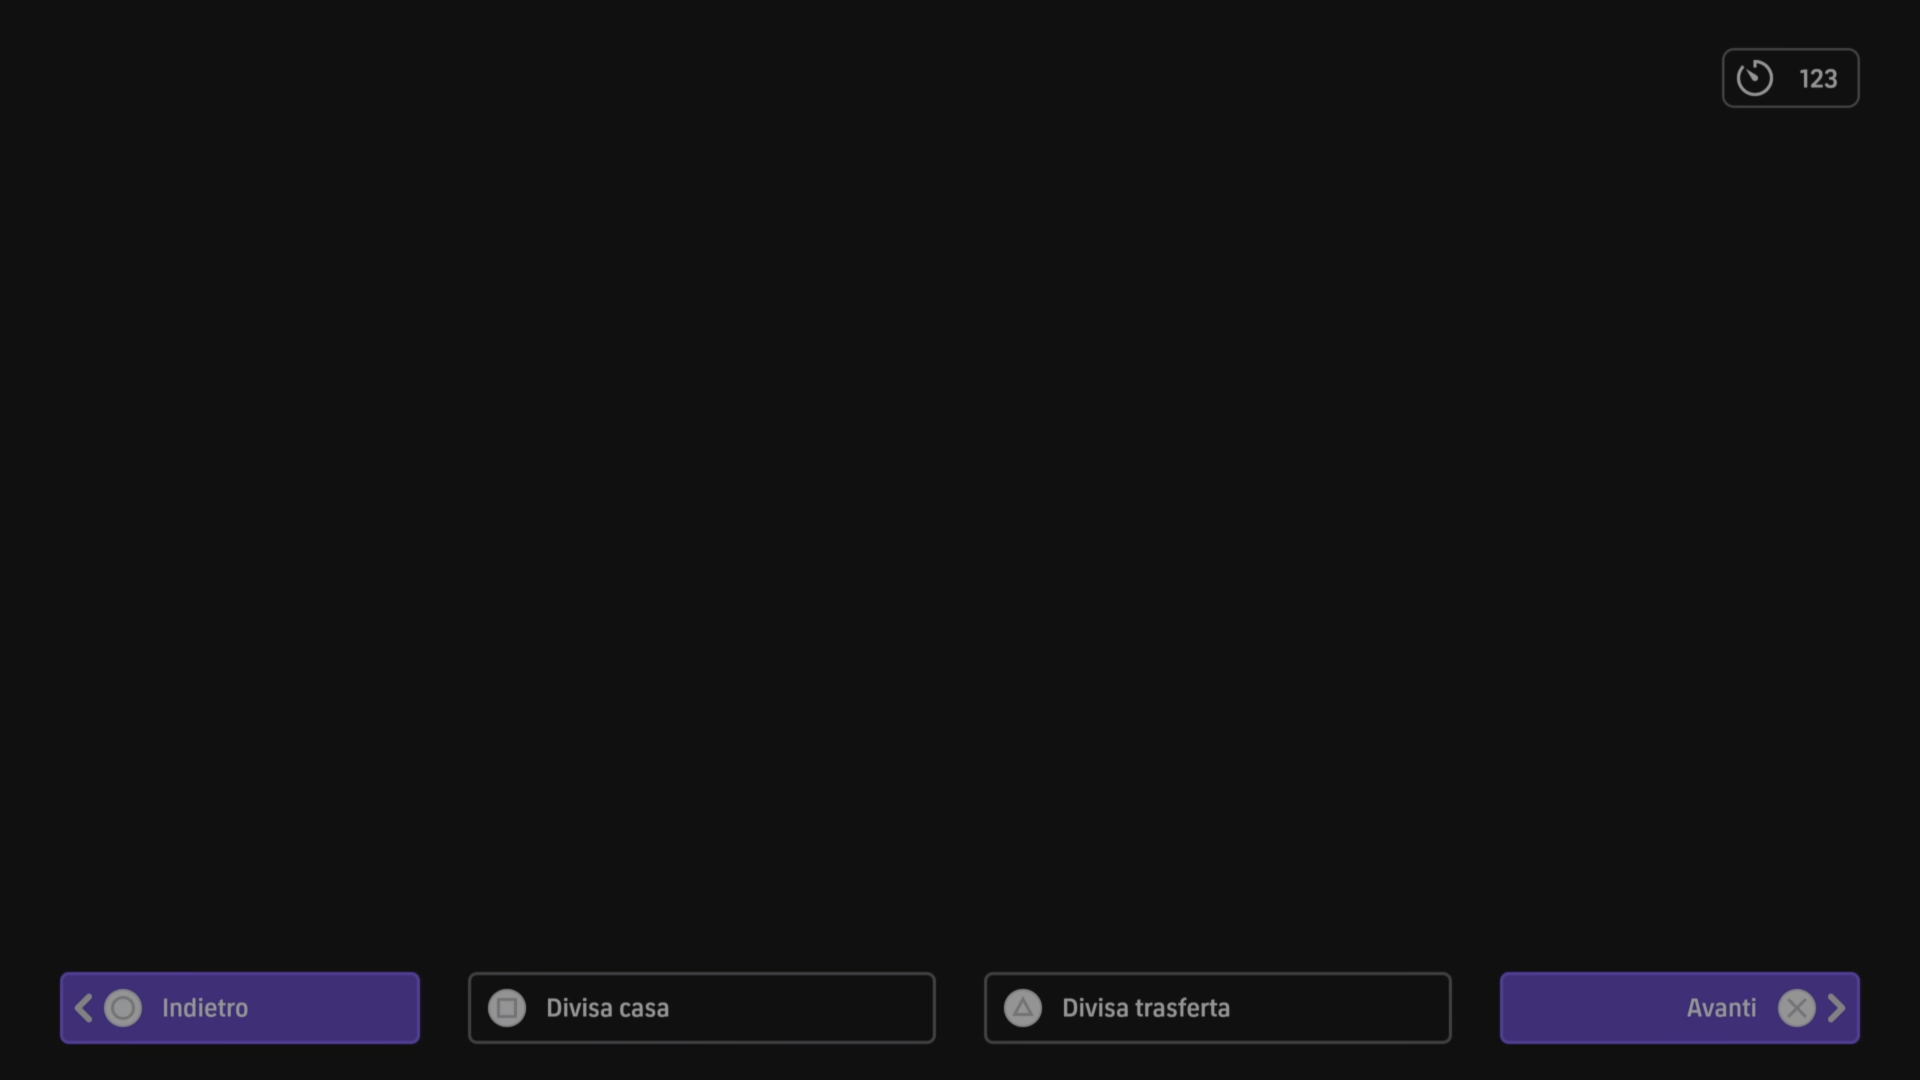 123
Indietro
Divisa casa
Divisa trasferta
Avanti